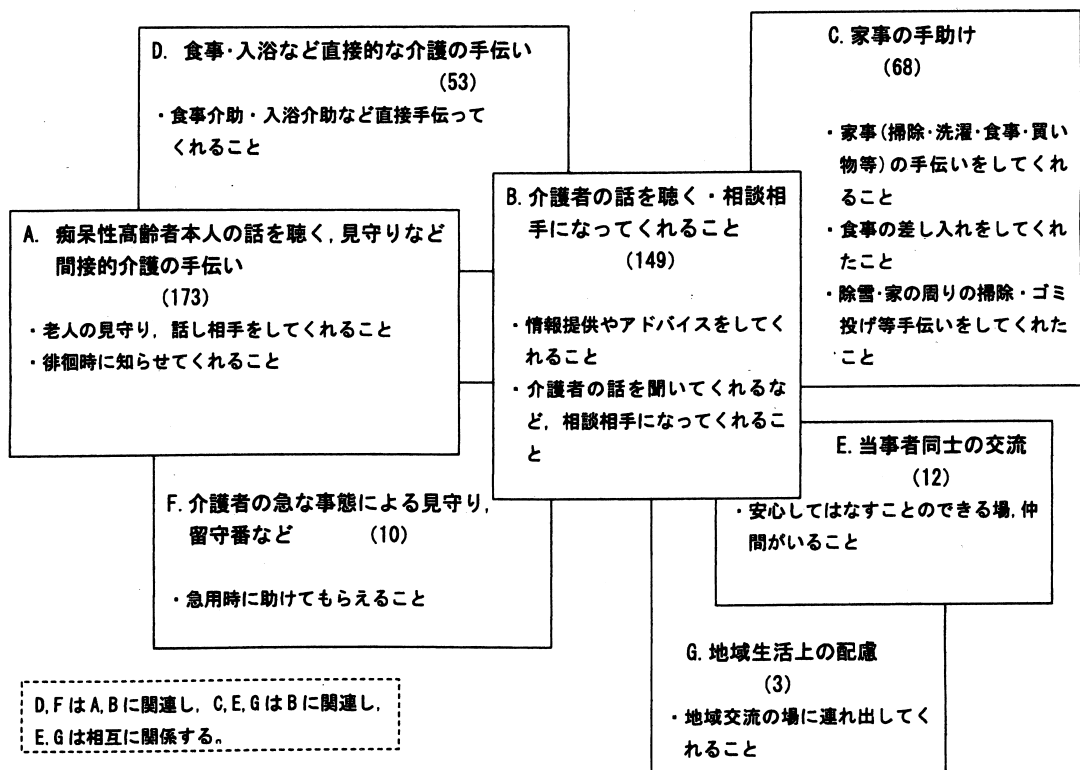 D. 食事・入浴など直接的な介護の手伝い
(53)
・食事介助・入浴介助など直接手伝って
くれること
C. 家事の手助け
(68)
・家事(掃除・洗濯・食事・買い
物等)の手伝いをしてくれ
ること
・食事の差し入れをしてくれ
たこと
・除雪・家の周りの掃除・ゴミ
投げ等手伝いをしてくれた
こと
A. 痴呆性高齢者本人の話を聴く,見守りなど
間接的介護の手伝い
(173)
・老人の見守り,話し相手をしてくれること
・徘徊時に知らせてくれること
B. 介護者の話を聴く・相談相
手になってくれること
(149)
・情報提供やアドバイスをしてく
れること
・介護者の話を聞いてくれるな
ど,相談相手になってくれるこ
と
E. 当事者同士の交流
(12)
・安心してはなすことのできる場,仲
間がいること
F. 介護者の急な事態による見守り,
留守番など (10)
・急用時に助けてもらえること
G. 地域生活上の配慮
(3)
・地域交流の場に連れ出してく
れること
D,FはA,Bに関連し,C,E,GはBに関連し,
E.Gは相互に関係する。